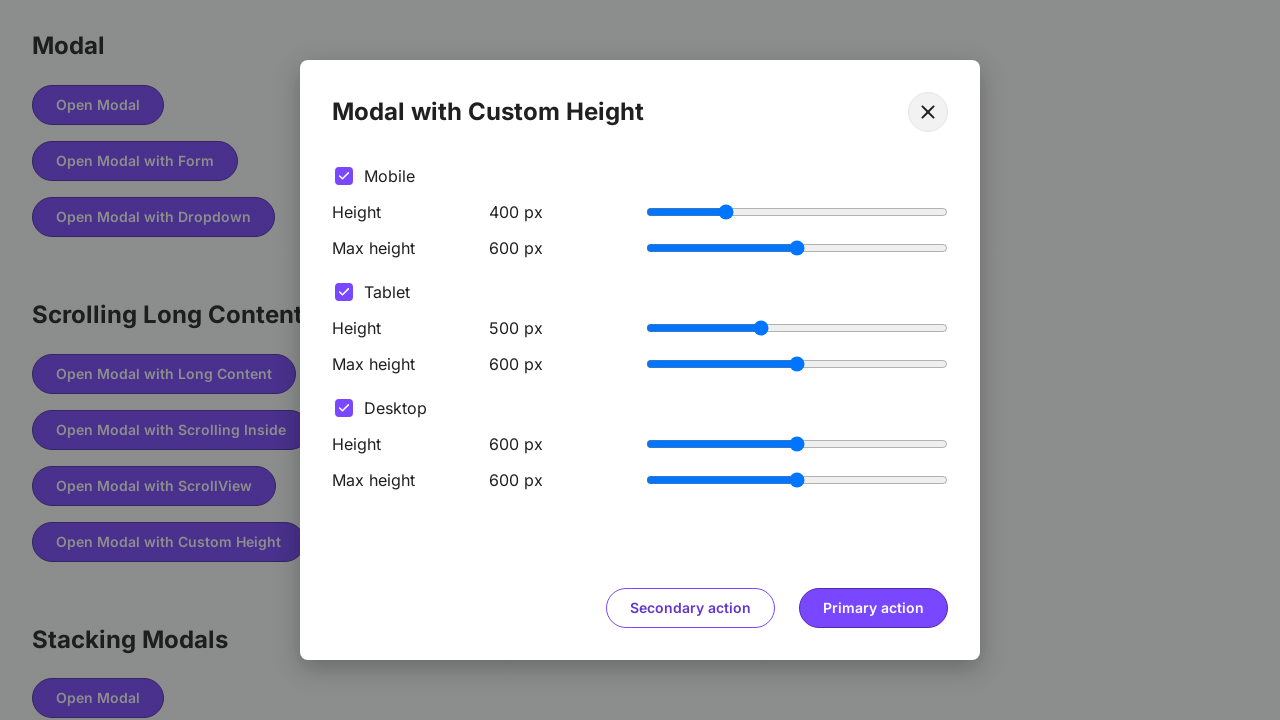 Modal
Open Modal
Open Modal with Form
Open Modal with Dropdown
Scrolling Long Content
Open Modal with Long Content
Open Modal with Scrolling Inside
Open Modal with ScrollView
Open Modal with Custom Height
Stacking Modals
Open Modal
Modal with Custom Height
Mobile
Height 400 px
Max height 600 px
Tablet
Height 500 px
Max height 600 px
Desktop
Height 600 px
Max height 600 px
Secondary action Primary action